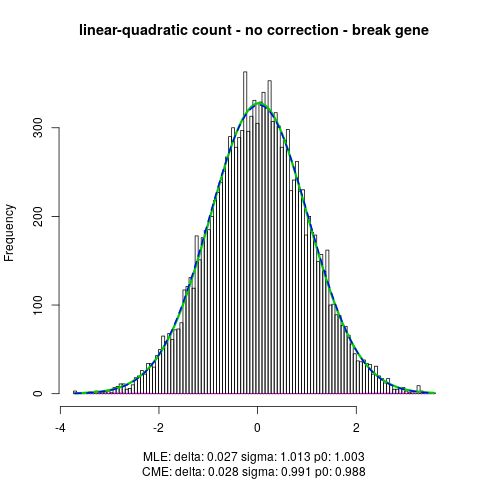 linear-quadratic count - no correction - break gene
Frequency
300
200
100
0
-4
-2
0
2
MLE: delta: 0.027 sigma: 1.013 p0: 1.003
CME: delta: 0.028 sigma: 0.991 p0: 0.988